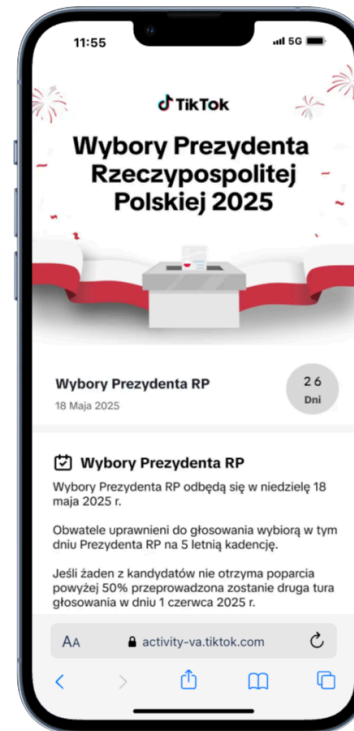 11:55
5G
TikTok
Wybory Prezydenta
Rzeczypospolitej
Polskiej 2025
Wybory Prezydenta RP
18 Maja 2025
26
Dni
Wybory Prezydenta RP
Wybory Prezydenta RP odbędą się w niedzielę 18
maja 2025 r.
Obywatele uprawnieni do głosowania wybiorą w tym
dniu Prezydenta RP na 5 letnią kadencję.
Jeśli żaden z kandydatów nie otrzyma poparcia
powyżej 50% przeprowadzona zostanie druga tura
głosowania w dniu 1 czerwca 2025 r.
AA
activity-va.tiktok.com